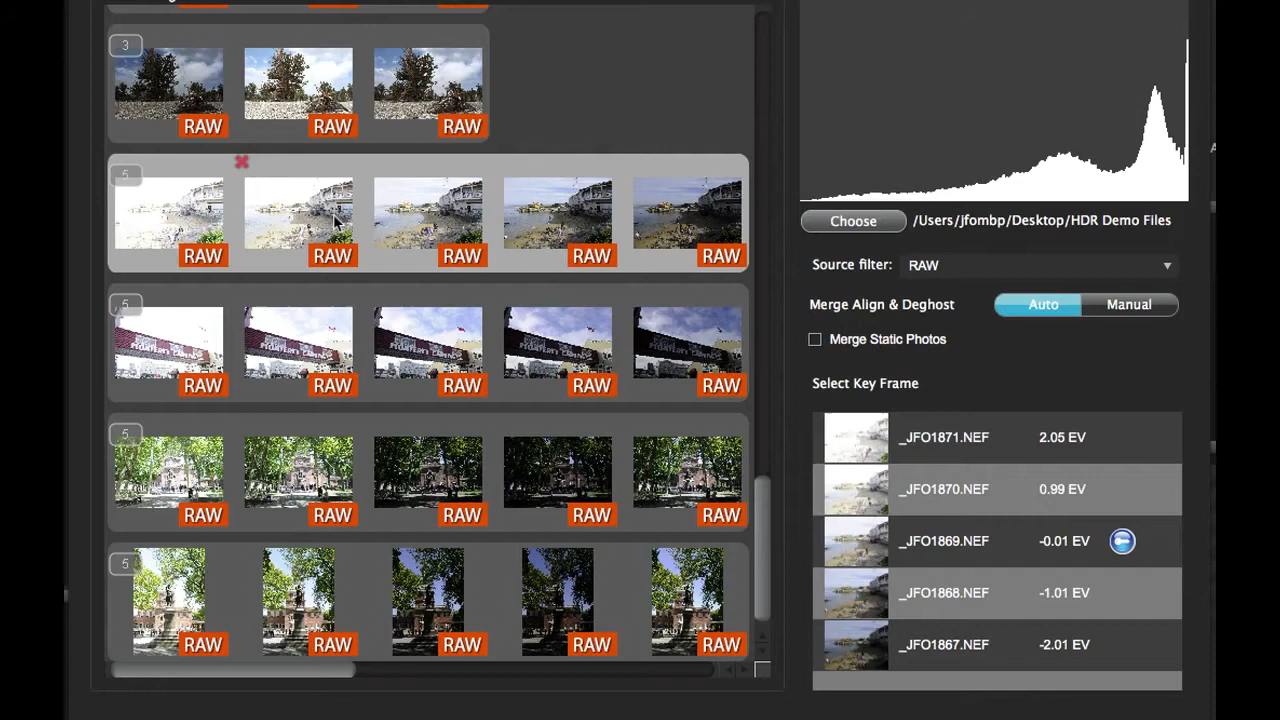 3
RAW RAW RAW
5
RAW RAW RAW RAW RAW
5
RAW RAW RAW RAW RAW
5
RAW RAW RAW RAW RAW
5
RAW RAW RAW RAW RAW
Choose /Users/jfombp/Desktop/HDR Demo Files
Source filter: RAW
Merge Align & Deghost Auto Manual
Merge Static Photos
Select Key Frame
_JFO1871.NEF 2.05 EV
_JFO1870.NEF 0.99 EV
_JFO1869.NEF -0.01 EV
_JFO1868.NEF -1.01 EV
_JFO1867.NEF -2.01 EV